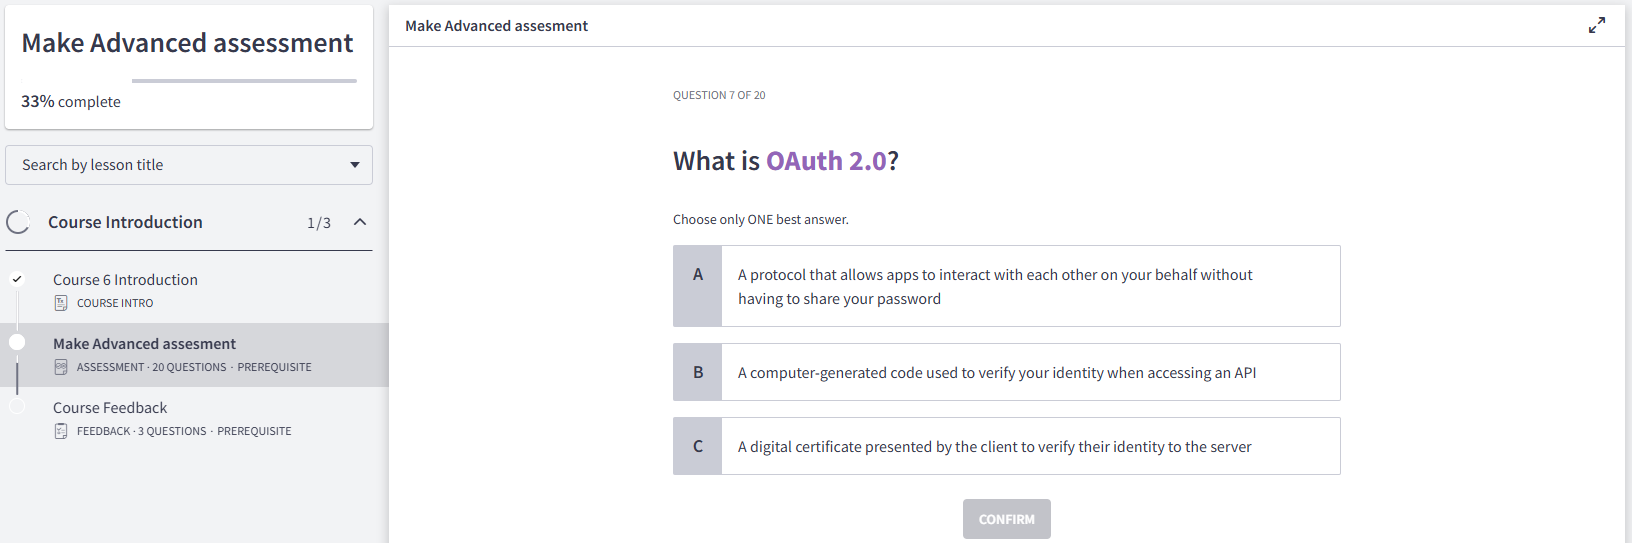 Make Advanced assessment
33% complete
Search by lesson title
Course Introduction 1/3
Course 6 Introduction
COURSE INTRO
Make Advanced assesment
ASSESSMENT · 20 QUESTIONS · PREREQUISITE
Course Feedback
FEEDBACK · 3 QUESTIONS · PREREQUISITE
Make Advanced assesment
QUESTION 7 OF 20
What is OAuth 2.0?
Choose only ONE best answer.
A
A protocol that allows apps to interact with each other on your behalf without
having to share your password
B
A computer-generated code used to verify your identity when accessing an API
C
A digital certificate presented by the client to verify their identity to the server
CONFIRM